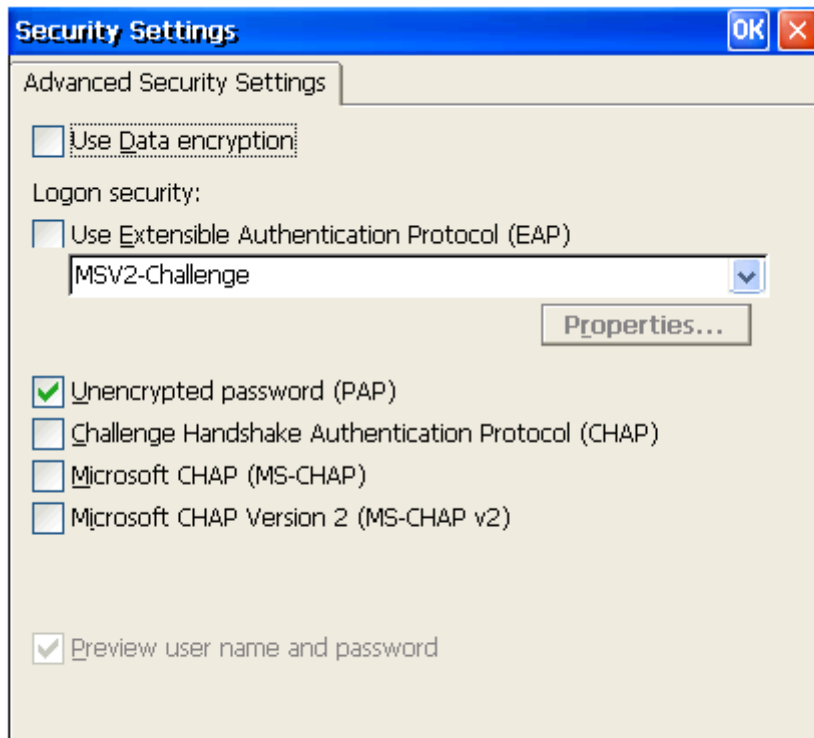 Security Settings OK
Advanced Security Settings
Use Data encryption
Logon security:
Use Extensible Authentication Protocol (EAP)
MSV2-Challenge
Properties...
Unencrypted password (PAP)
Challenge Handshake Authentication Protocol (CHAP)
Microsoft CHAP (MS-CHAP)
Microsoft CHAP Version 2 (MS-CHAP v2)
Preview user name and password